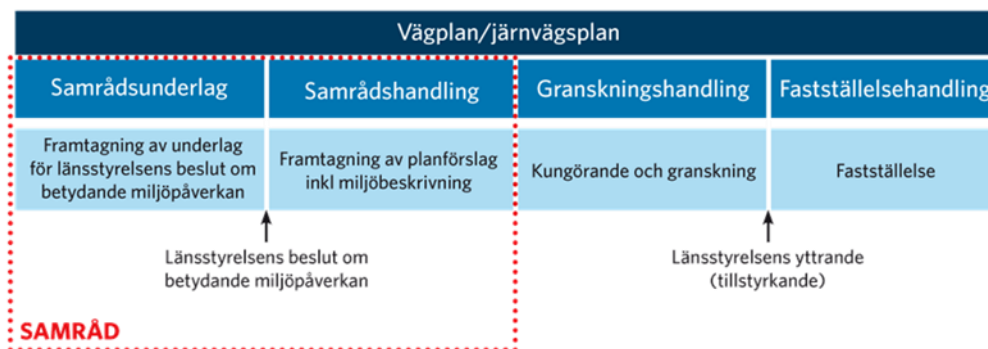 Vägplan/järnvägsplan
Samrådsunderlag
Samrådshandling
Granskningshandling
Fastställelsehandling
Framtagning av underlag
för länsstyrelsens beslut om
betydande miljöpåverkan
Framtagning av planförslag
inkl miljöbeskrivning
Kungörande och granskning
Fastställelse
Länsstyrelsens beslut om
betydande miljöpåverkan
Länsstyrelsens yttrande
(tillstyrkande)
SAMRÅD